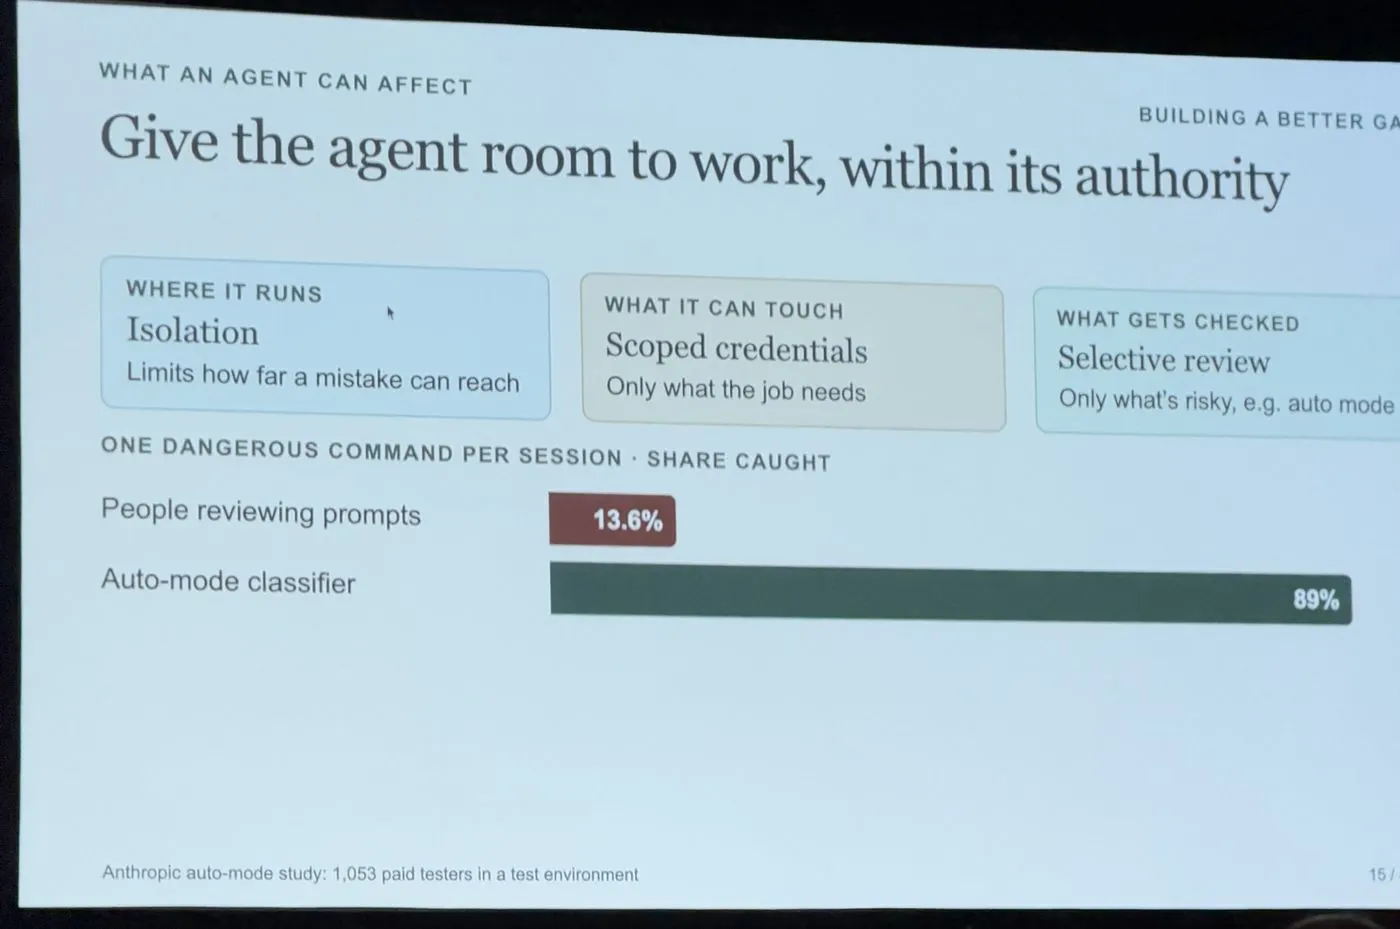 WHAT AN AGENT CAN AFFECT
BUILDING A BETTER
Give the agent room to work, within its authority
WHERE IT RUNS
Isolation
Limits how far a mistake can reach
WHAT IT CAN TOUCH
Scoped credentials
Only what the job needs
WHAT GETS CHECKED
Selective review
Only what's risky, e.g. auto mode
ONE DANGEROUS COMMAND PER SESSION · SHARE CAUGHT
People reviewing prompts
13.6%
Auto-mode classifier
89%
Anthropic auto-mode study: 1,053 paid testers in a test environment
15 /